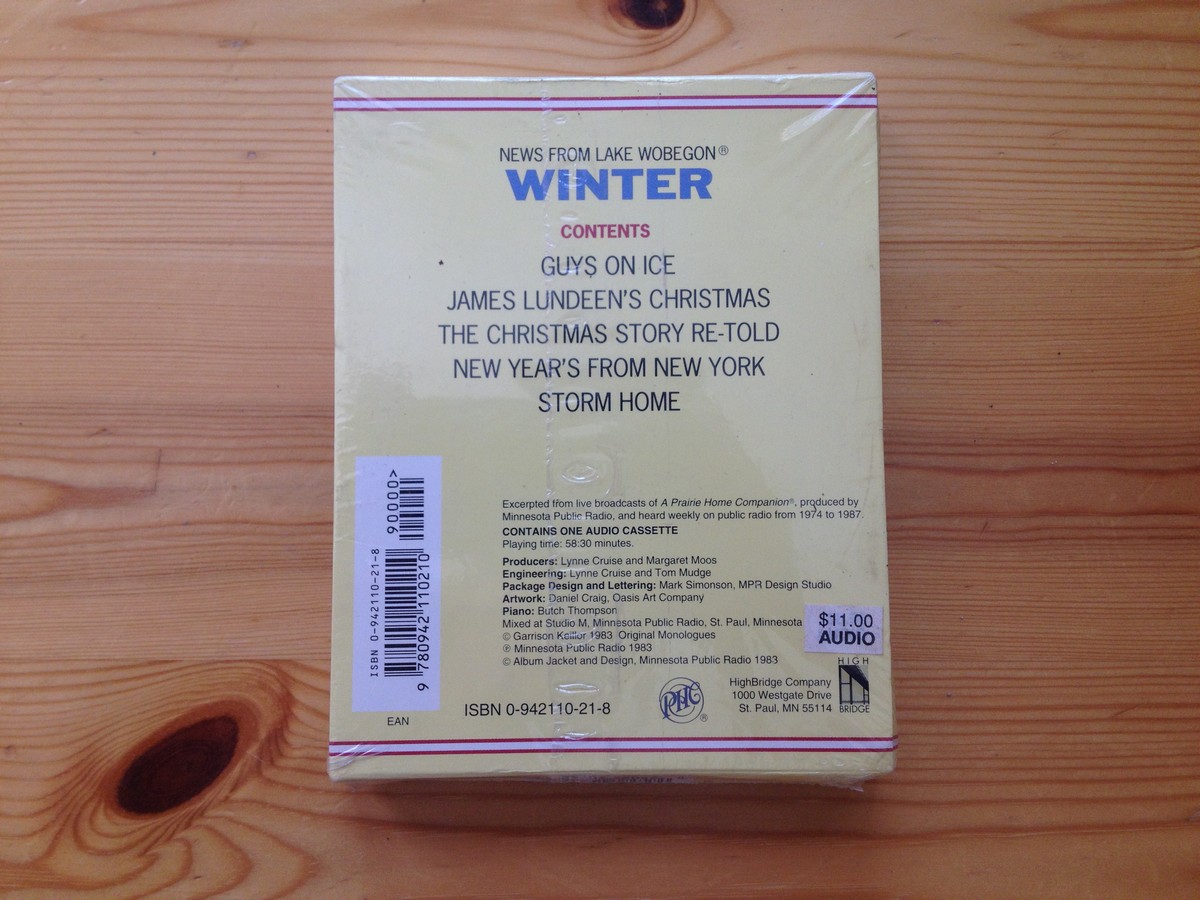 NEWS FROM LAKE WOBEGON®
WINTER
CONTENTS
GUYS ON ICE
JAMES LUNDEEN'S CHRISTMAS
THE CHRISTMAS STORY RE-TOLD
NEW YEAR'S FROM NEW YORK
STORM HOME
Excerpted from live broadcasts of A Prairie Home Companion®, produced by
Minnesota Public Radio, and heard weekly on public radio from 1974 to 1987.
CONTAINS ONE AUDIO CASSETTE
Playing time: 58:30 minutes.
Producers: Lynne Cruise and Margaret Moos
Engineering: Lynne Cruise and Tom Mudge
Package Design and Lettering: Mark Simonson, MPR Design Studio
Artwork: Daniel Craig, Oasis Art Company
Piano: Butch Thompson
Mixed at Studio M, Minnesota Public Radio, St. Paul, Minnesota
© Garrison Keillor 1983 Original Monologues
℗ Minnesota Public Radio 1983
© Album Jacket and Design, Minnesota Public Radio 1983
$11.00
AUDIO
HighBridge Company
1000 Westgate Drive
St. Paul, MN 55114
HIGH
BRIDGE
PHC®
ISBN 0-942110-21-8
90000>
ISBN 0-942110-21-8
9 780942 110210
EAN